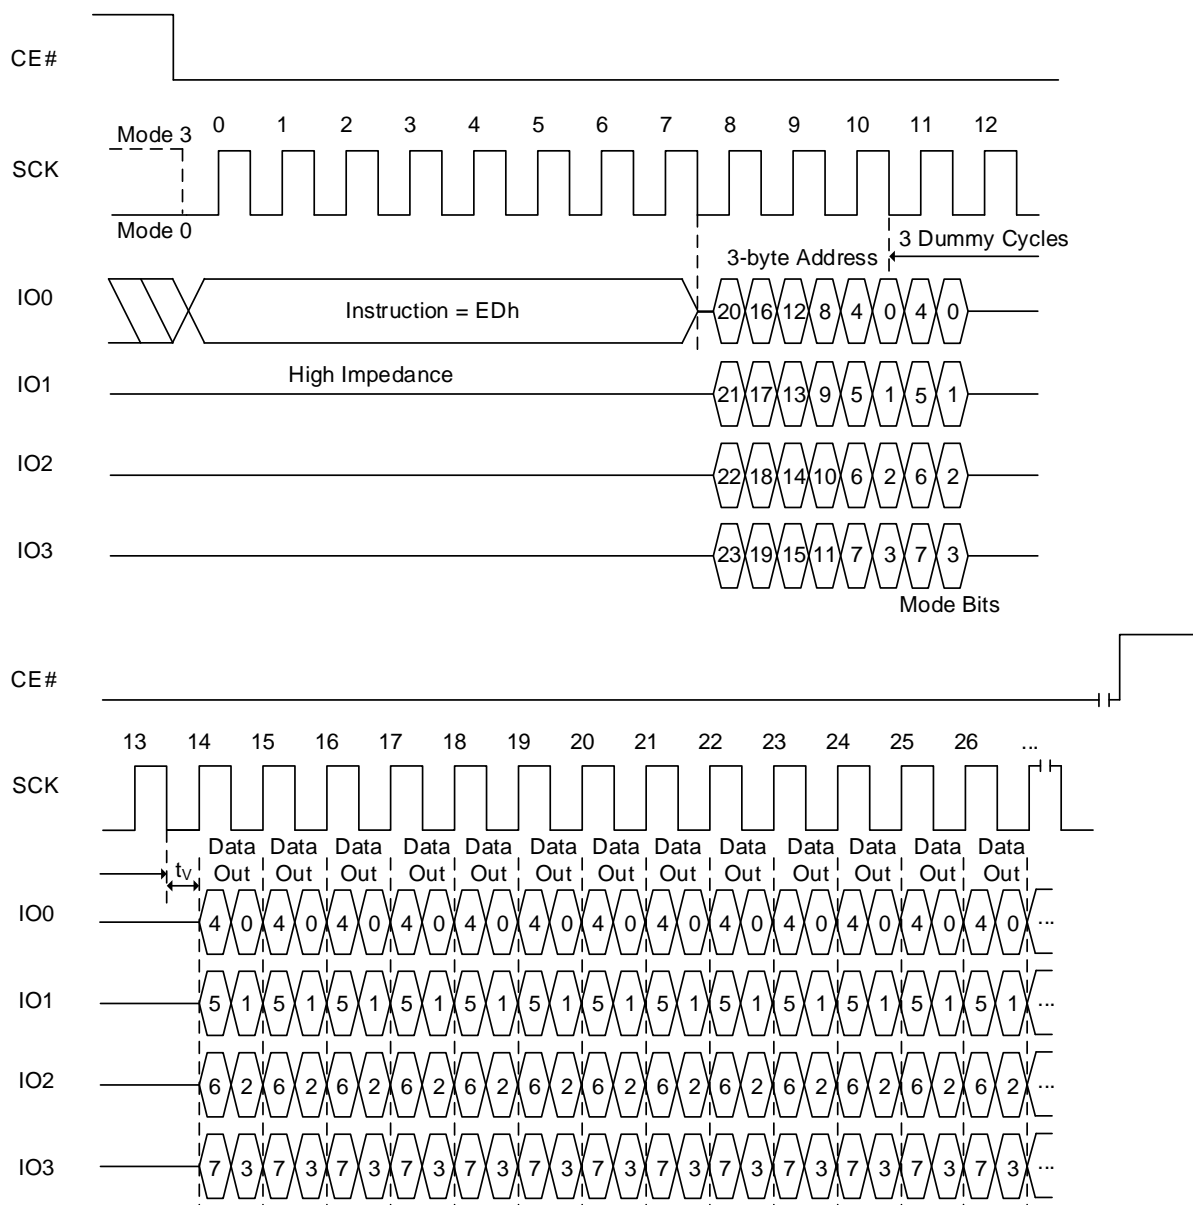 CE#
0 1 2 3 4 5 6 7 8 9 10 11 12
Mode 3
SCK
Mode 0
3-byte Address 3 Dummy Cycles
IO0 Instruction = EDh 20 16 12 8 4 0 4 0
High Impedance
IO1 21 17 13 9 5 1 5 1
IO2 22 18 14 10 6 2 6 2
IO3 23 19 15 11 7 3 7 3
Mode Bits
CE#
13 14 15 16 17 18 19 20 21 22 23 24 25 26 ...
SCK
Data Data Data Data Data Data Data Data Data Data Data Data Data
tV Out Out Out Out Out Out Out Out Out Out Out Out Out
IO0 4 0 4 0 4 0 4 0 4 0 4 0 4 0 4 0 4 0 4 0 4 0 4 0 4 0 ...
IO1 5 1 5 1 5 1 5 1 5 1 5 1 5 1 5 1 5 1 5 1 5 1 5 1 5 1 ...
IO2 6 2 6 2 6 2 6 2 6 2 6 2 6 2 6 2 6 2 6 2 6 2 6 2 6 2 ...
IO3 7 3 7 3 7 3 7 3 7 3 7 3 7 3 7 3 7 3 7 3 7 3 7 3 7 3 ...